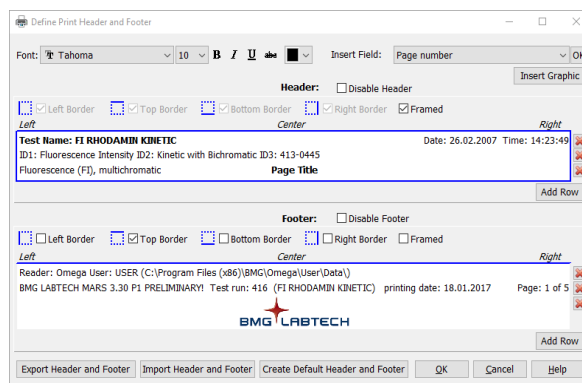 Define Print Header and Footer
Font: Tahoma 10 B I U abc Insert Field: Page number OK
Insert Graphic
Header: Disable Header
Left Border Top Border Bottom Border Right Border Framed
Left Center Right
Test Name: FI RHODAMIN KINETIC Date: 26.02.2007 Time: 14:23:49
ID1: Fluorescence Intensity ID2: Kinetic with Bichromatic ID3: 413-0445
Fluorescence (FI), multichromatic Page Title
Add Row
Footer: Disable Footer
Left Border Top Border Bottom Border Right Border Framed
Left Center Right
Reader: Omega User: USER (C:\Program Files (x86)\BMG\Omega\User\Data\)
BMG LABTECH MARS 3.30 P1 PRELIMINARY! Test run: 416 (FI RHODAMIN KINETIC) printing date: 18.01.2017 Page: 1 of 5
BMG LABTECH
Add Row
Export Header and Footer Import Header and Footer Create Default Header and Footer OK Cancel Help